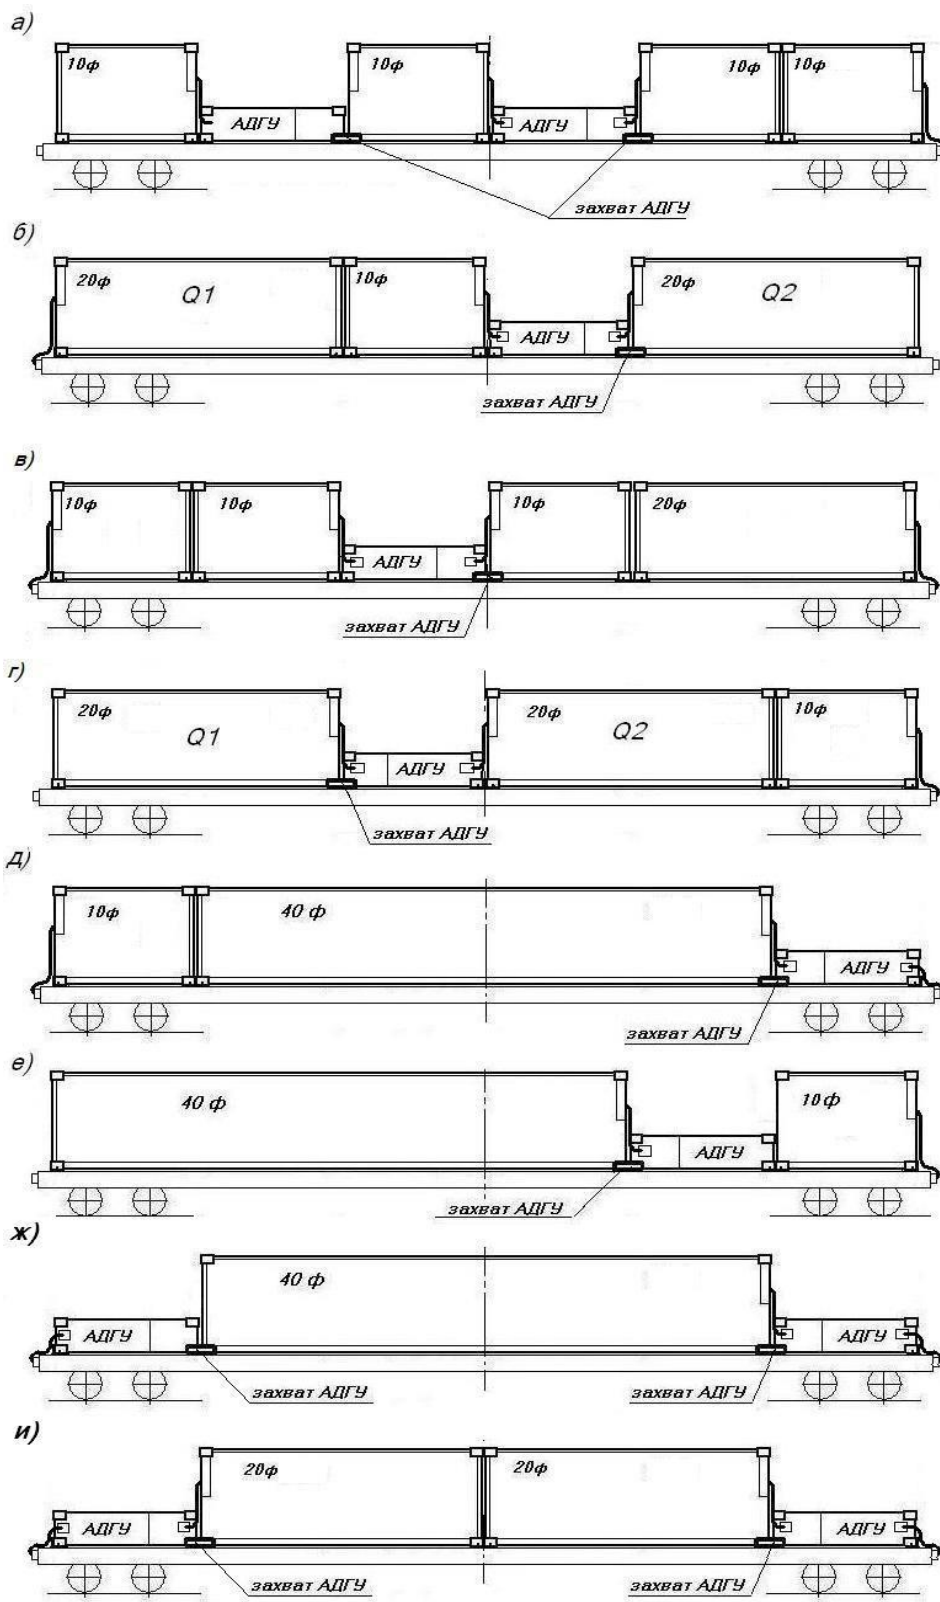 а)
10ф 10ф 10ф 10ф
АДГУ АДГУ
захват АДГУ
б)
20ф Q1 10ф 20ф Q2
АДГУ
захват АДГУ
в)
10ф 10ф 10ф 20ф
АДГУ
захват АДГУ
г)
20ф Q1 20ф Q2 10ф
АДГУ
захват АДГУ
д)
10ф 40 ф
АДГУ
захват АДГУ
е)
40 ф 10ф
АДГУ
захват АДГУ
ж)
40 ф
АДГУ АДГУ
захват АДГУ захват АДГУ
и)
20ф 20ф
АДГУ АДГУ
захват АДГУ захват АДГУ